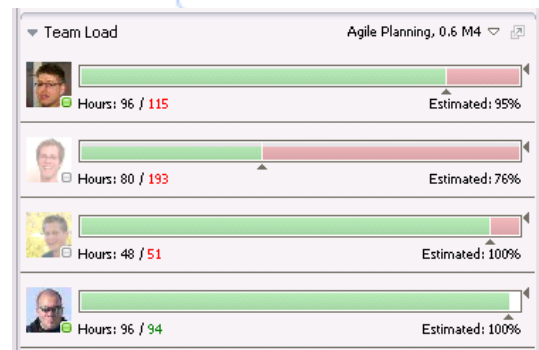 Team Load Agile Planning, 0.6 M4
Hours: 96 / 115 Estimated: 95%
Hours: 80 / 193 Estimated: 76%
Hours: 48 / 51 Estimated: 100%
Hours: 96 / 94 Estimated: 100%